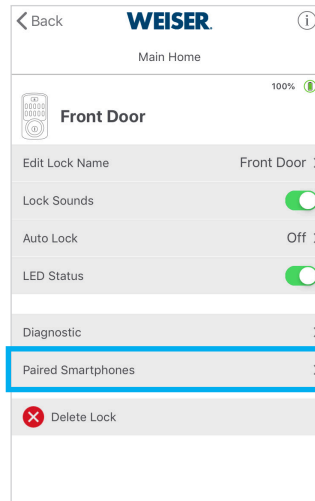 Back WEISER.
Main Home
100%
Front Door
Edit Lock Name Front Door
Lock Sounds
Auto Lock Off
LED Status
Diagnostic
Paired Smartphones
Delete Lock